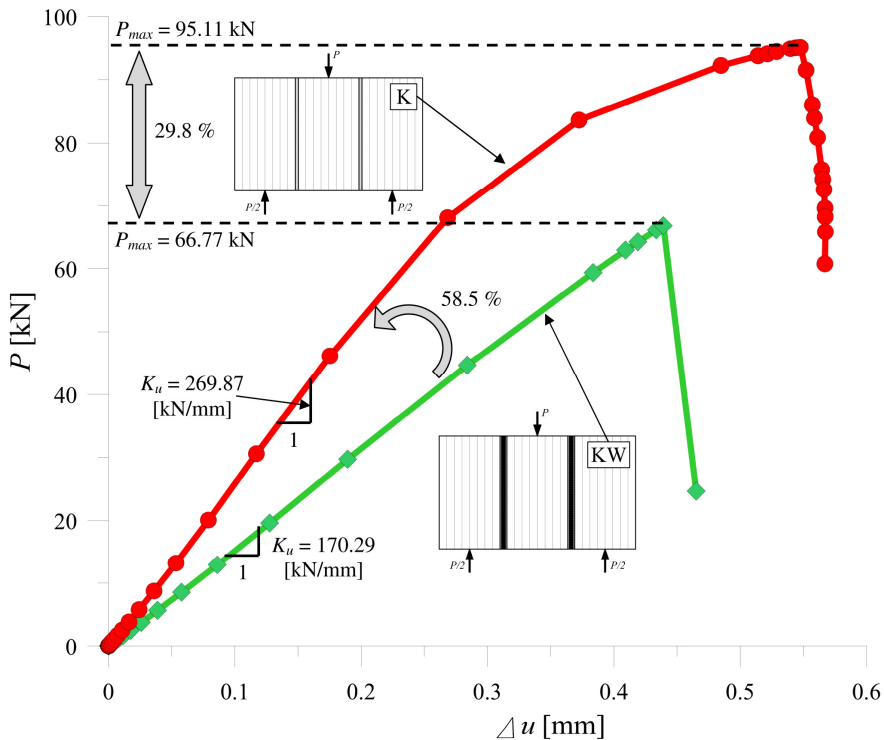 100
P_max = 95.11 kN
P
K
29.8 %
80
P/2
P/2
P_max = 66.77 kN
60
58.5 %
P [kN]
K_u = 269.87
[kN/mm]
1
40
P
KW
20
K_u = 170.29
[kN/mm]
1
P/2
P/2
0
0
0.1
0.2
0.3
0.4
0.5
0.6
⊿ u [mm]